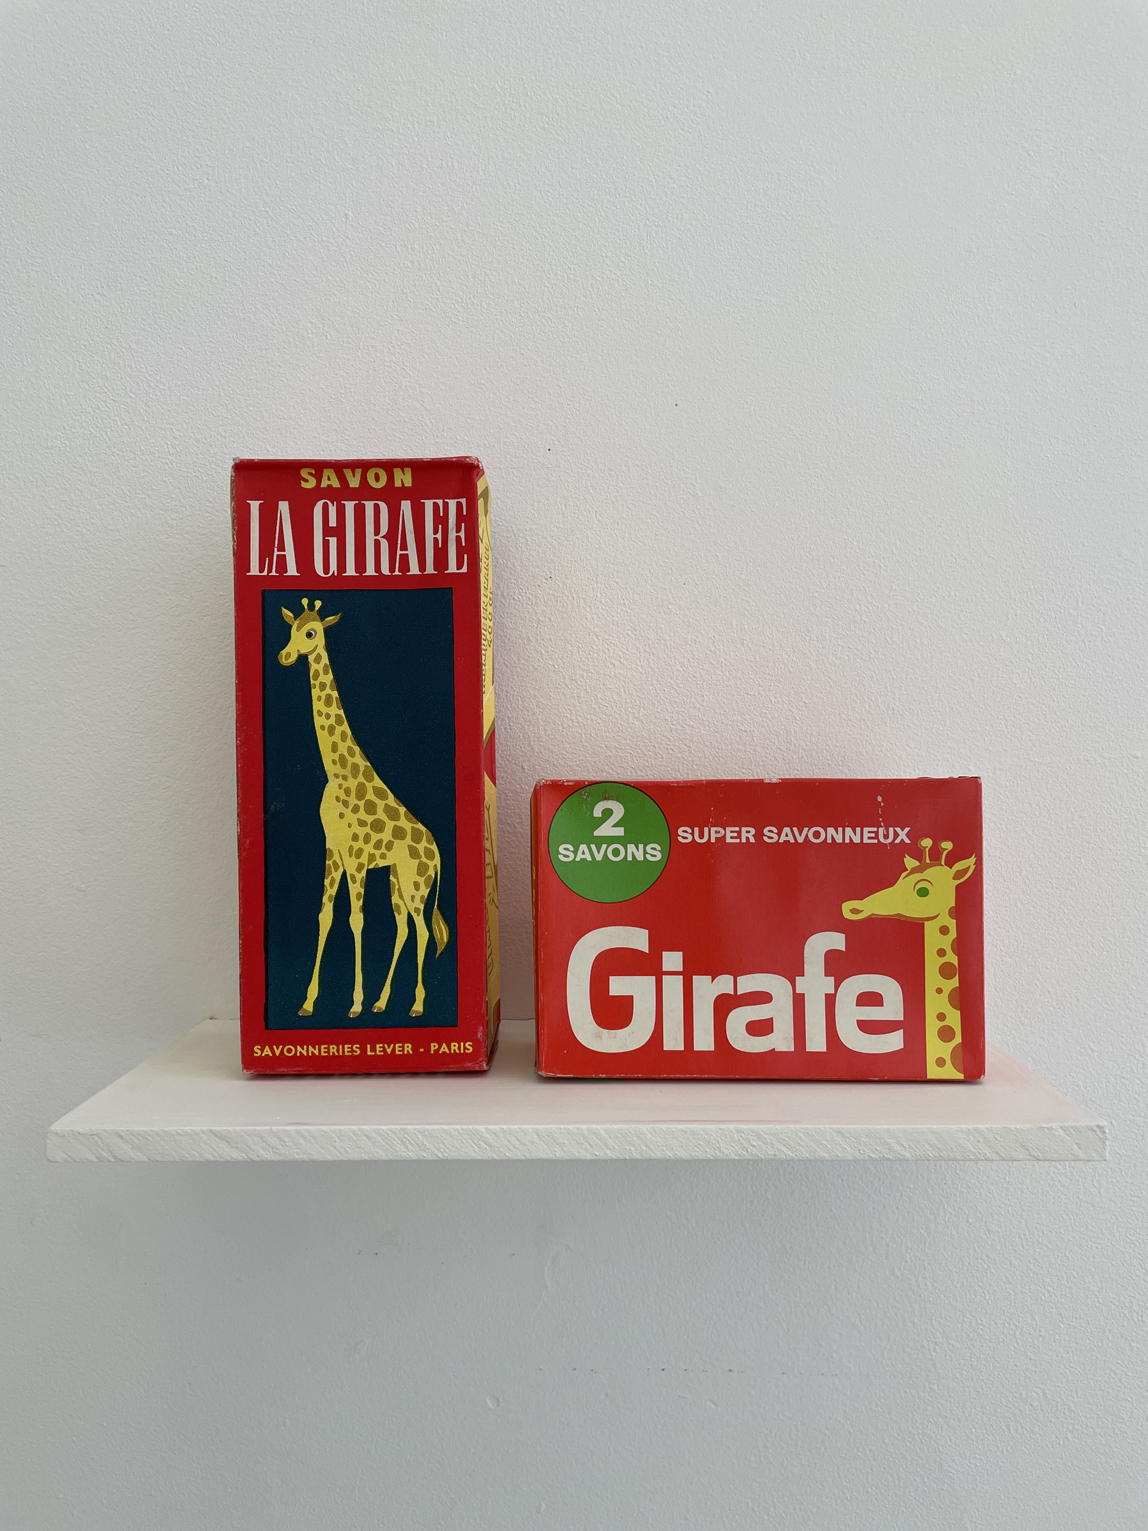 SAVON
LA GIRAFE
SAVONNERIES LEVER - PARIS
2
SAVONS
SUPER SAVONNEUX
Girafe